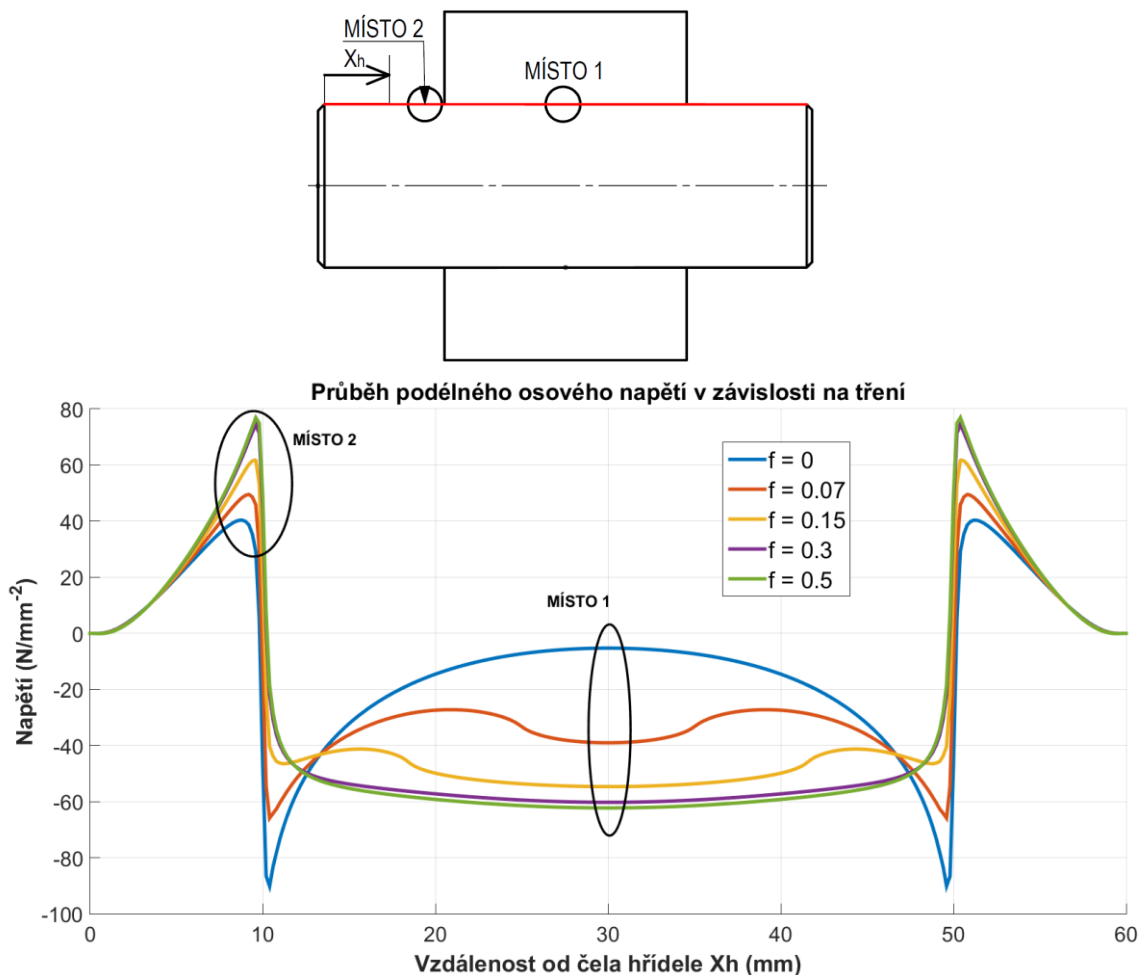 MÍSTO 2
Xh
MÍSTO 1
Průběh podélného osového napětí v závislosti na tření
80
60
40
20
0
-20
-40
-60
-80
-100
Napětí (N/mm-2)
MÍSTO 2
MÍSTO 1
f = 0
f = 0.07
f = 0.15
f = 0.3
f = 0.5
0 10 20 30 40 50 60
Vzdálenost od čela hřídele Xh (mm)